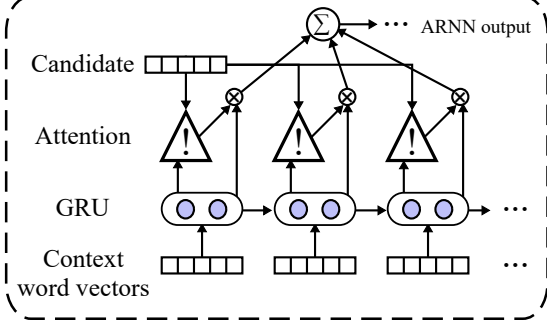 Σ
... ARNN output
Candidate
×
×
×
Attention
!
!
!
GRU
...
Context
word vectors
...